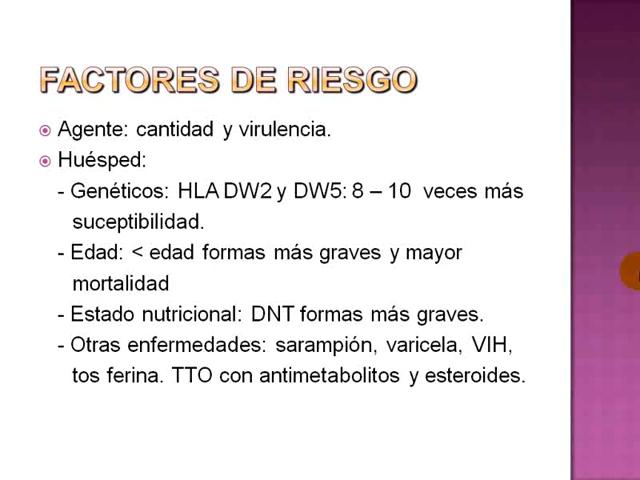 FACTORES DE RIESGO
Agente: cantidad y virulencia.
Huésped:
- Genéticos: HLA DW2 y DW5: 8 – 10 veces más
suceptibilidad.
- Edad: < edad formas más graves y mayor
mortalidad
- Estado nutricional: DNT formas más graves.
- Otras enfermedades: sarampión, varicela, VIH,
tos ferina. TTO con antimetabolitos y esteroides.